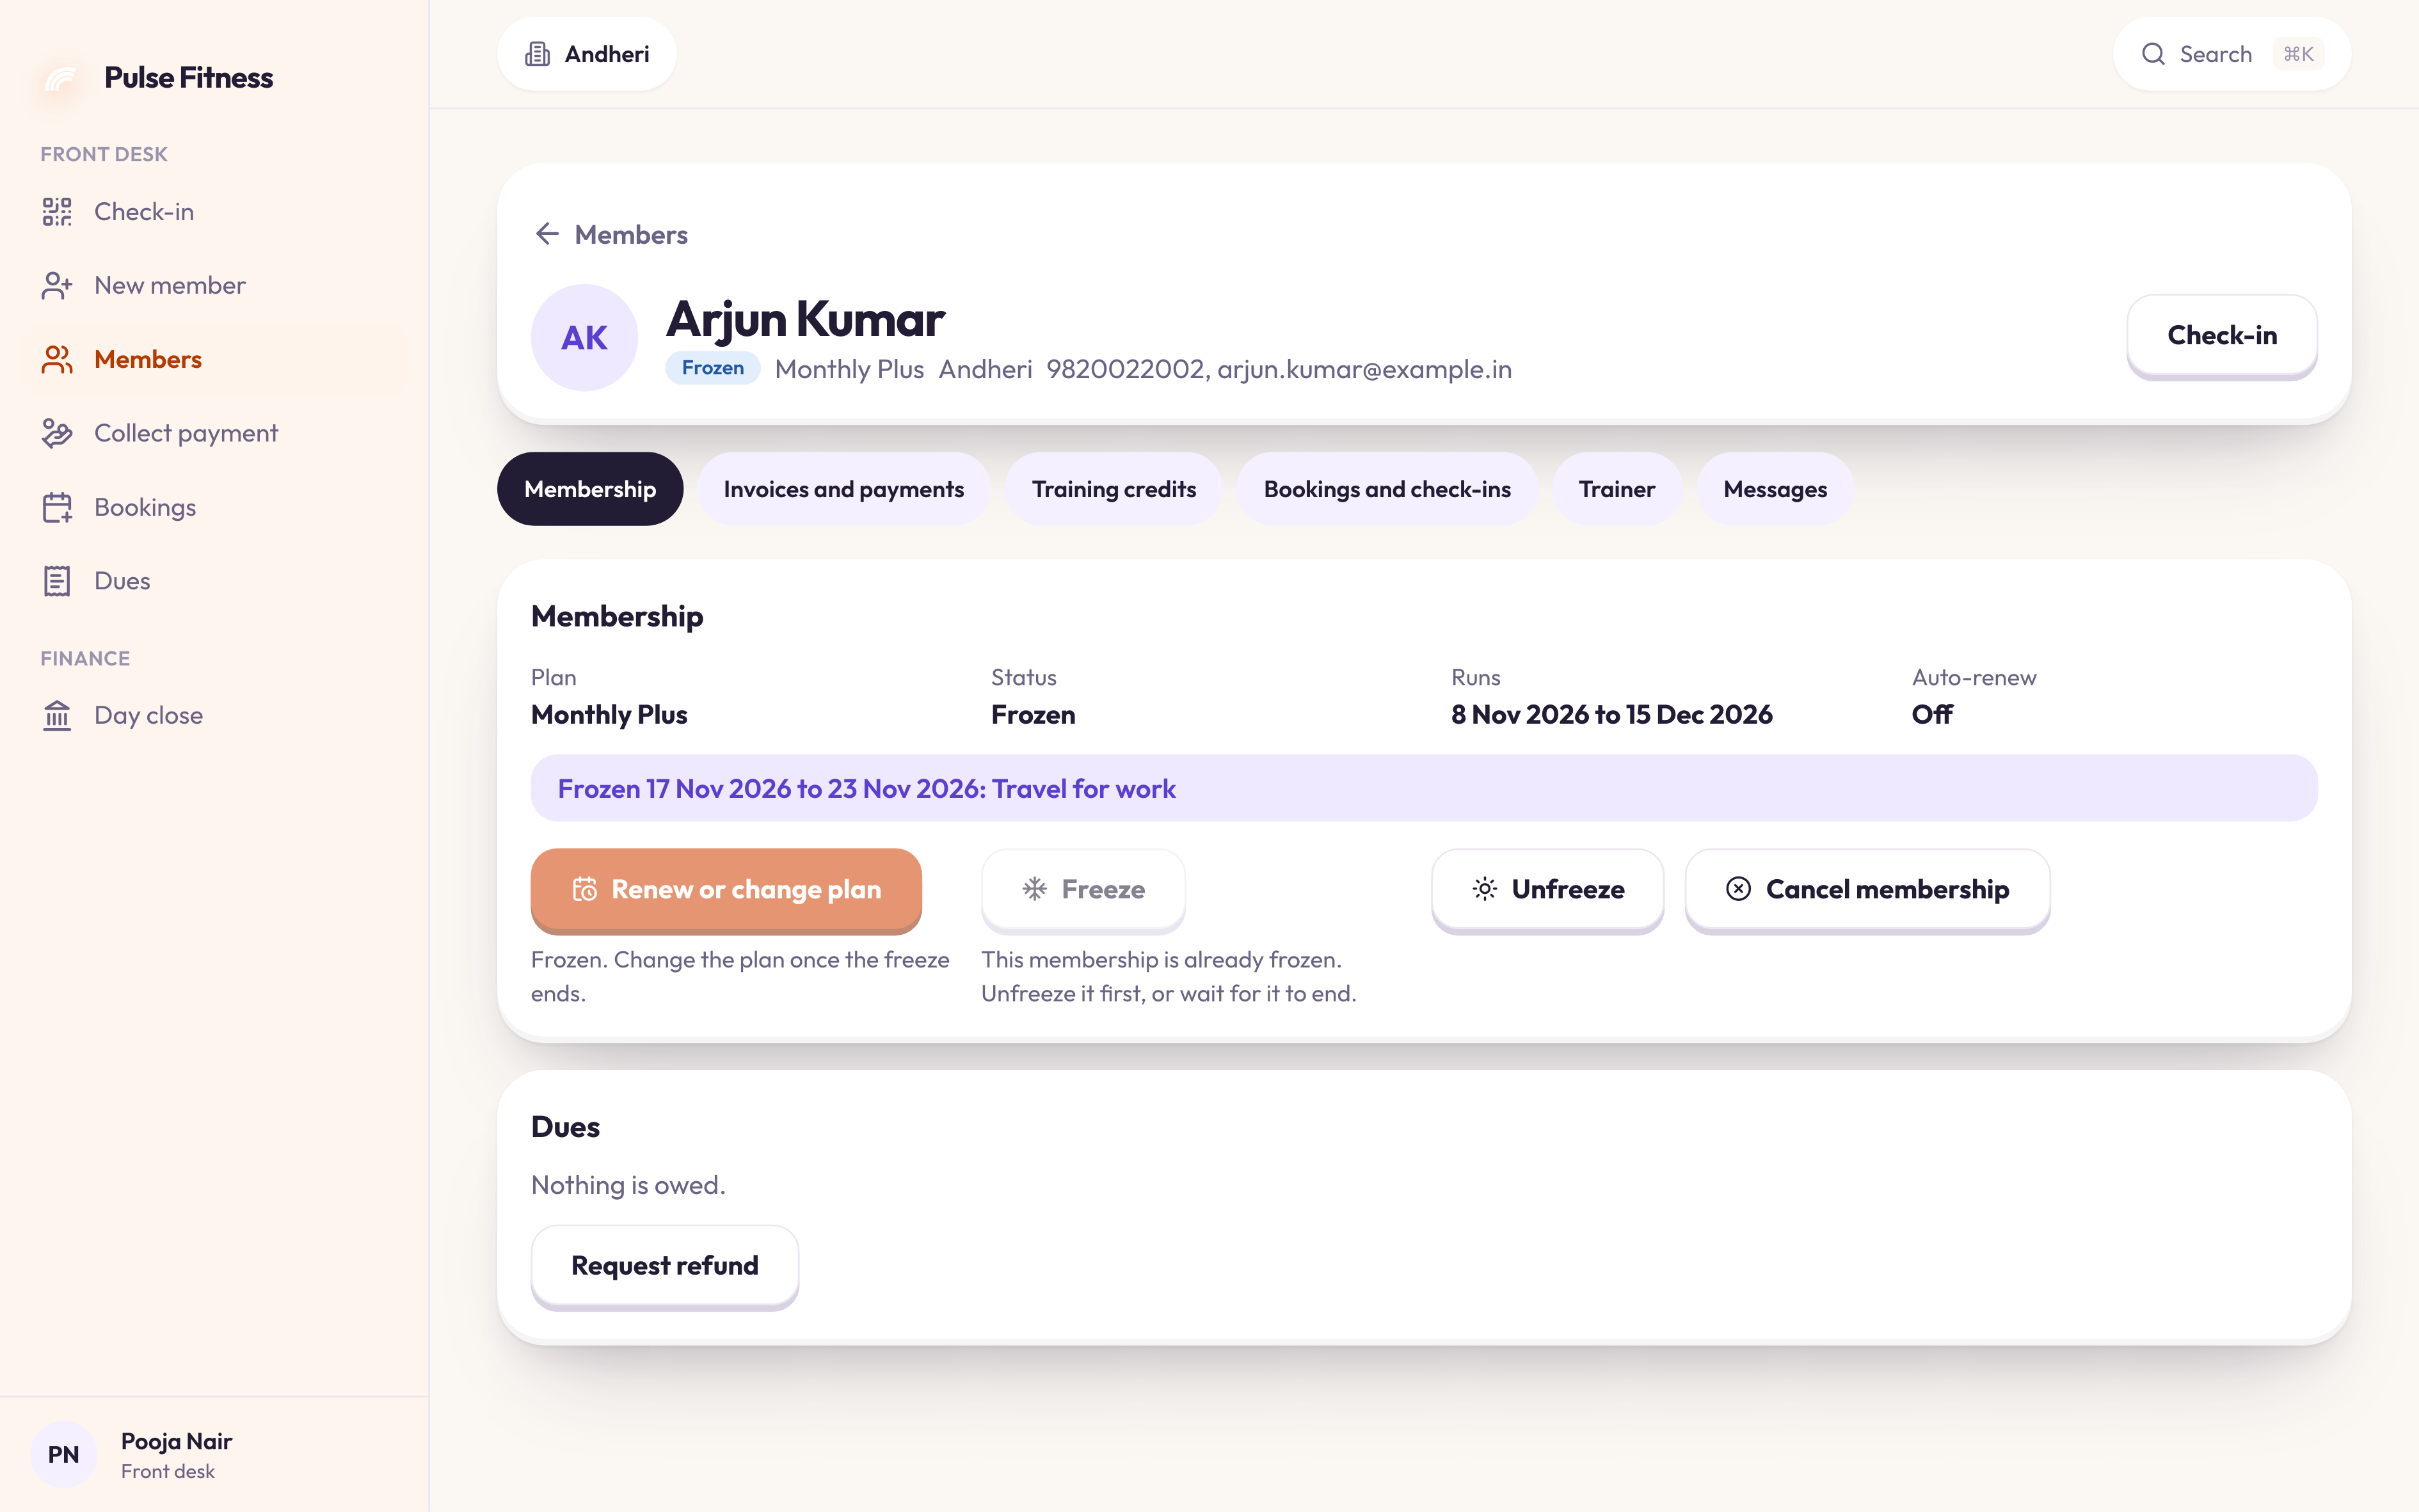 Pulse Fitness
FRONT DESK
Check-in
New member
Members
Collect payment
Bookings
Dues
FINANCE
Day close
PN
Pooja Nair
Front desk
Andheri
Search ⌘K
Members
AK
Arjun Kumar
Frozen Monthly Plus Andheri 9820022002, arjun.kumar@example.in
Check-in
Membership
Invoices and payments
Training credits
Bookings and check-ins
Trainer
Messages
Membership
Plan
Monthly Plus
Status
Frozen
Runs
8 Nov 2026 to 15 Dec 2026
Auto-renew
Off
Frozen 17 Nov 2026 to 23 Nov 2026: Travel for work
Renew or change plan
Frozen. Change the plan once the freeze
ends.
Freeze
This membership is already frozen.
Unfreeze it first, or wait for it to end.
Unfreeze
Cancel membership
Dues
Nothing is owed.
Request refund